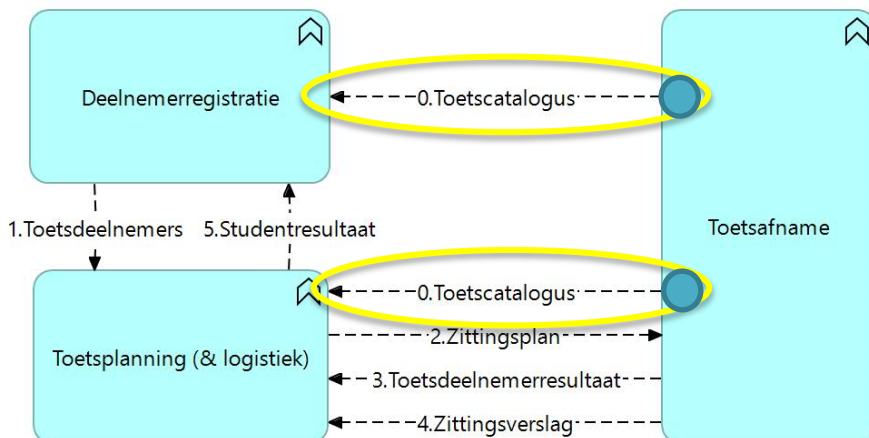 Deelnemerregistratie
0.Toetscatalogus
1.Toetsdeelnemers
5.Studentresultaat
Toetsafname
0.Toetscatalogus
2.Zittingsplan
Toetsplanning (& logistiek)
3.Toetsdeelnemerresultaat
4.Zittingsverslag